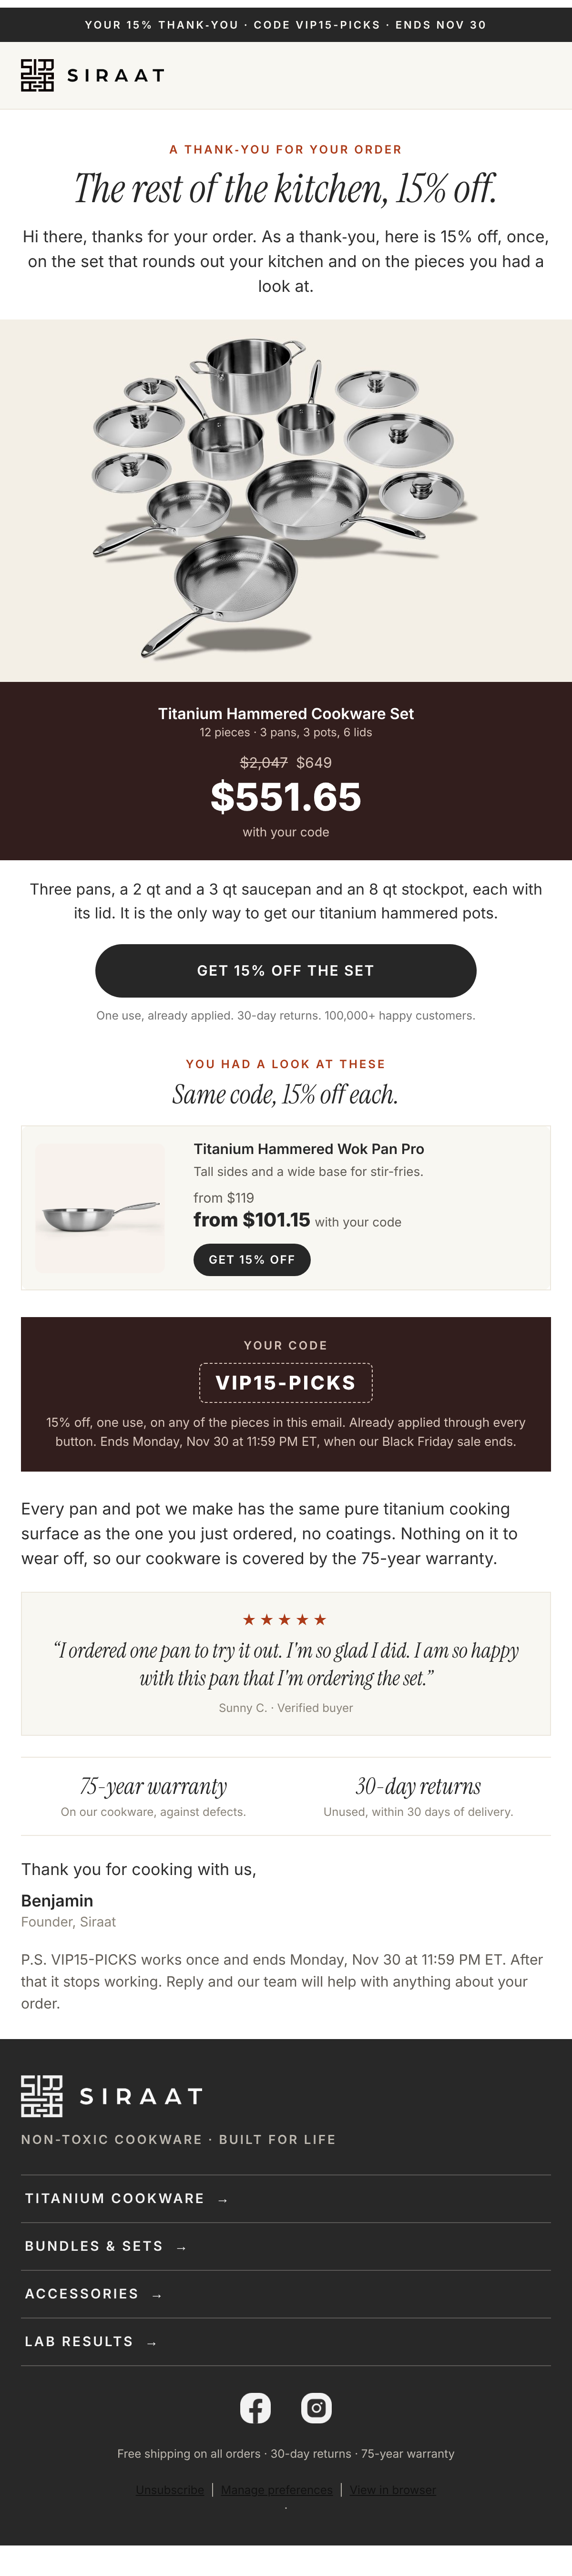 YOUR 15% THANK-YOU · CODE VIP15-PICKS · ENDS NOV 30
SIRAAT
A THANK-YOU FOR YOUR ORDER
The rest of the kitchen, 15% off.
Hi there, thanks for your order. As a thank-you, here is 15% off, once,
on the set that rounds out your kitchen and on the pieces you had a
look at.
Titanium Hammered Cookware Set
12 pieces · 3 pans, 3 pots, 6 lids
$2,047 $649
$551.65
with your code
Three pans, a 2 qt and a 3 qt saucepan and an 8 qt stockpot, each with
its lid. It is the only way to get our titanium hammered pots.
GET 15% OFF THE SET
One use, already applied. 30-day returns. 100,000+ happy customers.
YOU HAD A LOOK AT THESE
Same code, 15% off each.
Titanium Hammered Wok Pan Pro
Tall sides and a wide base for stir-fries.
from $119
from $101.15 with your code
GET 15% OFF
YOUR CODE
VIP15-PICKS
15% off, one use, on any of the pieces in this email. Already applied through every
button. Ends Monday, Nov 30 at 11:59 PM ET, when our Black Friday sale ends.
Every pan and pot we make has the same pure titanium cooking
surface as the one you just ordered, no coatings. Nothing on it to
wear off, so our cookware is covered by the 75-year warranty.
★★★★★
“I ordered one pan to try it out. I'm so glad I did. I am so happy
with this pan that I'm ordering the set.”
Sunny C. · Verified buyer
75-year warranty
On our cookware, against defects.
30-day returns
Unused, within 30 days of delivery.
Thank you for cooking with us,
Benjamin
Founder, Siraat
P.S. VIP15-PICKS works once and ends Monday, Nov 30 at 11:59 PM ET. After
that it stops working. Reply and our team will help with anything about your
order.
SIRAAT
NON-TOXIC COOKWARE · BUILT FOR LIFE
TITANIUM COOKWARE →
BUNDLES & SETS →
ACCESSORIES →
LAB RESULTS →
Free shipping on all orders · 30-day returns · 75-year warranty
Unsubscribe | Manage preferences | View in browser
.